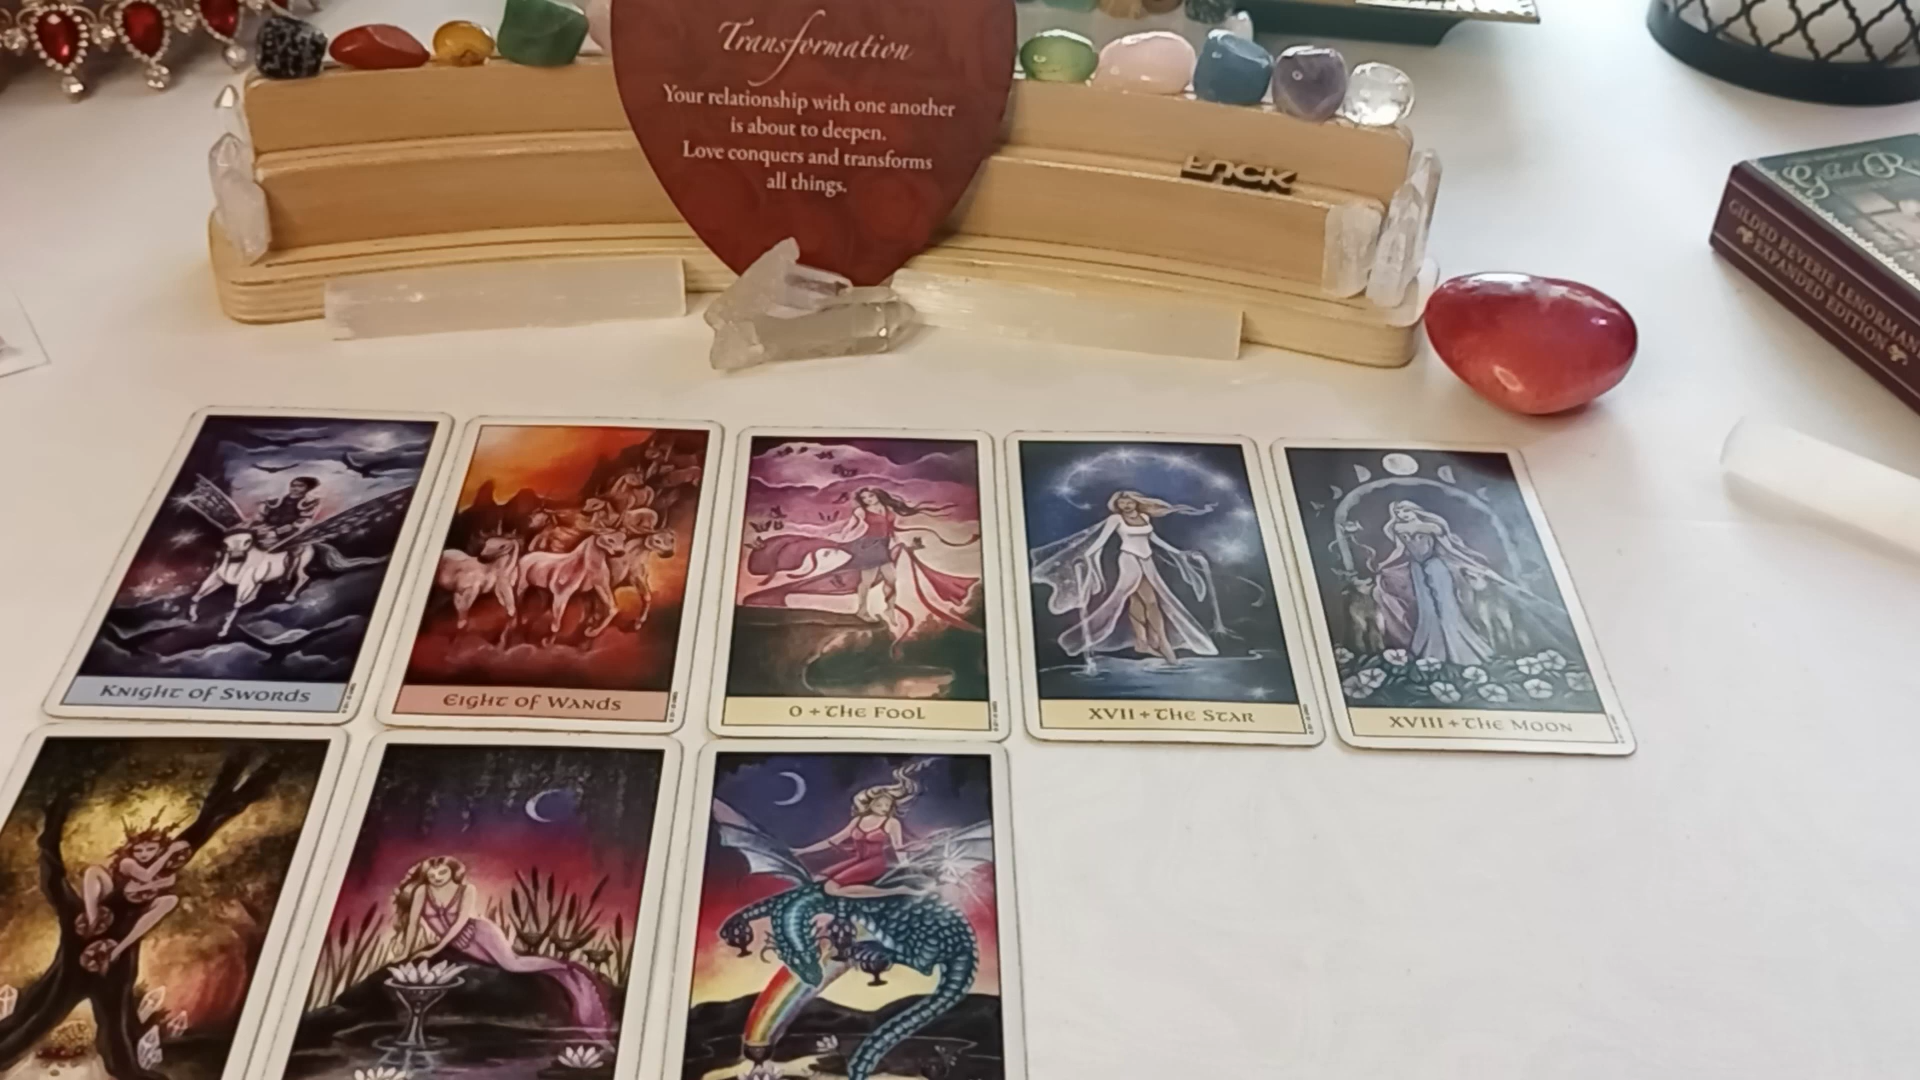 Transformation
Your relationship with one another
is about to deepen.
Love conquers and transforms
all things.
GILDED REVERIE LENORMAND
EXPANDED EDITION
KNIGHT OF SWORDS
EIGHT OF WANDS
0 + THE FOOL
XVII + THE STAR
XVIII + THE MOON